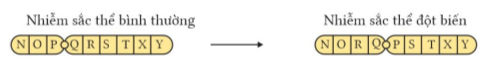 Nhiễm sắc thể bình thường
Nhiễm sắc thể đột biến
N O P Q R S T X Y
N O R Q P S T X Y